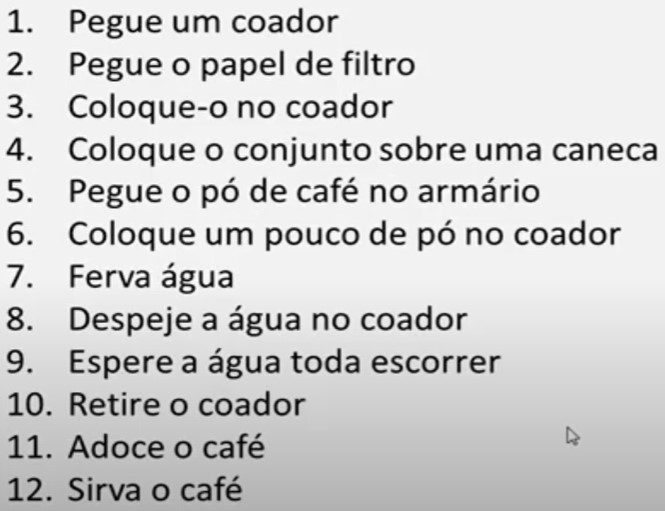 1. Pegue um coador
2. Pegue o papel de filtro
3. Coloque-o no coador
4. Coloque o conjunto sobre uma caneca
5. Pegue o pó de café no armário
6. Coloque um pouco de pó no coador
7. Ferva água
8. Despeje a água no coador
9. Espere a água toda escorrer
10. Retire o coador
11. Adoce o café
12. Sirva o café